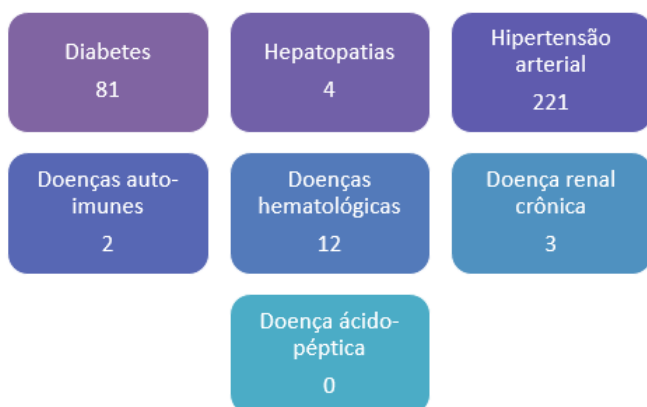 Diabetes
81
Hepatopatias
4
Hipertensão
arterial
221
Doenças auto-
imunes
2
Doenças
hematológicas
12
Doença renal
crônica
3
Doença ácido-
péptica
0